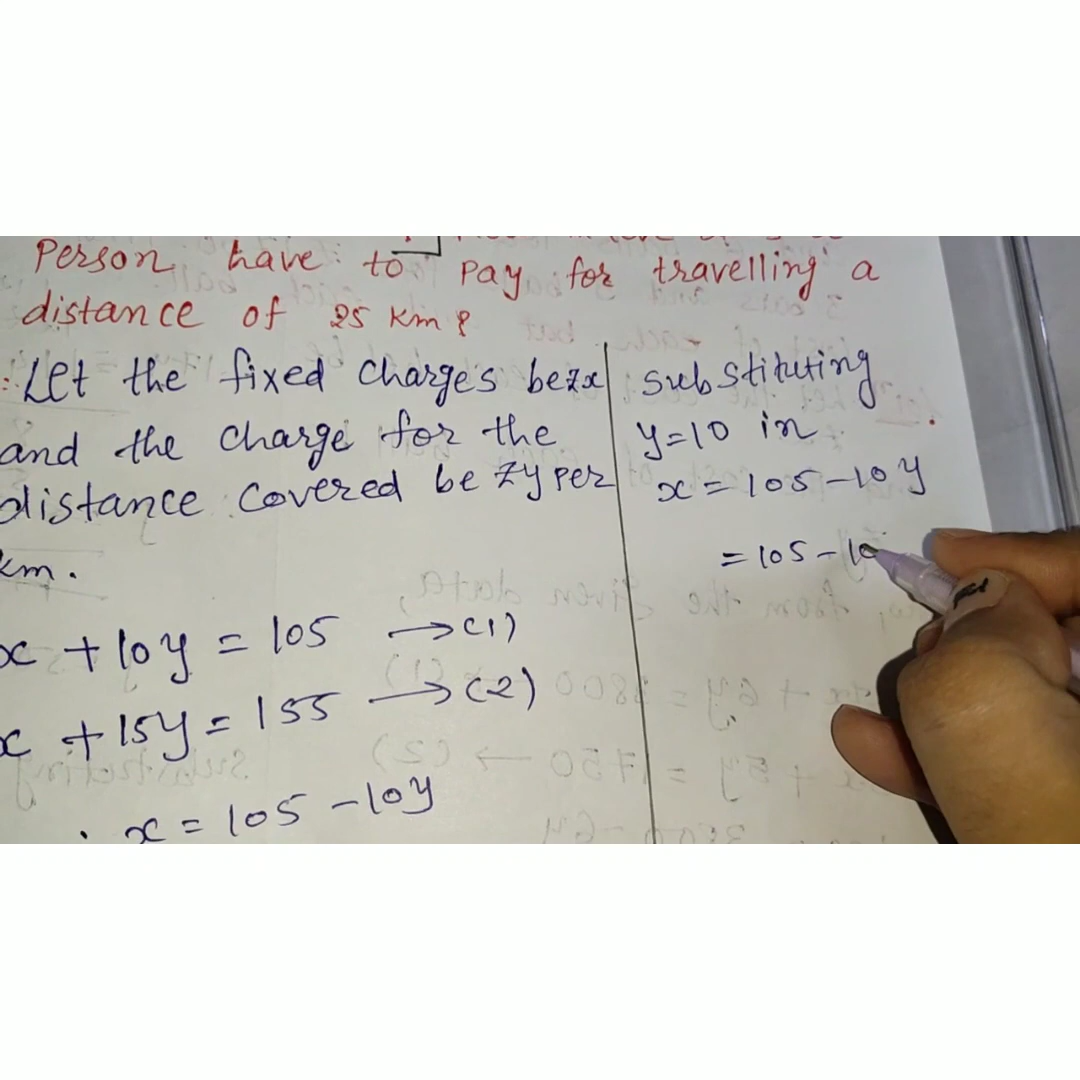 Person have to pay for travelling a
distance of 25 km?
:- Let the fixed charges be ₹x
and the charge for the
distance covered be ₹y per
km.
x + 10y = 105 → (1)
x + 15y = 155 → (2)
x = 105 - 10y
substituting
y = 10 in
x = 105 - 10y
= 105 - 10